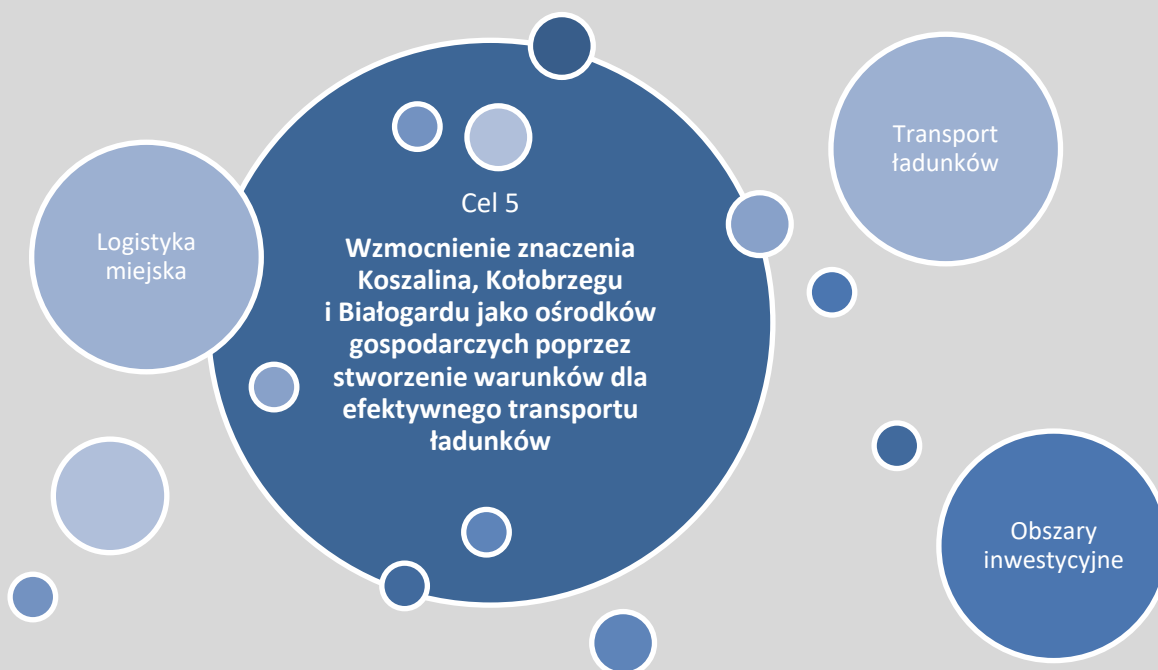 Transport
ładunków
Cel 5
Wzmocnienie znaczenia
Koszalina, Kołobrzegu
i Białogardu jako ośrodków
gospodarczych poprzez
stworzenie warunków dla
efektywnego transportu
ładunków
Logistyka
miejska
Obszary
inwestycyjne